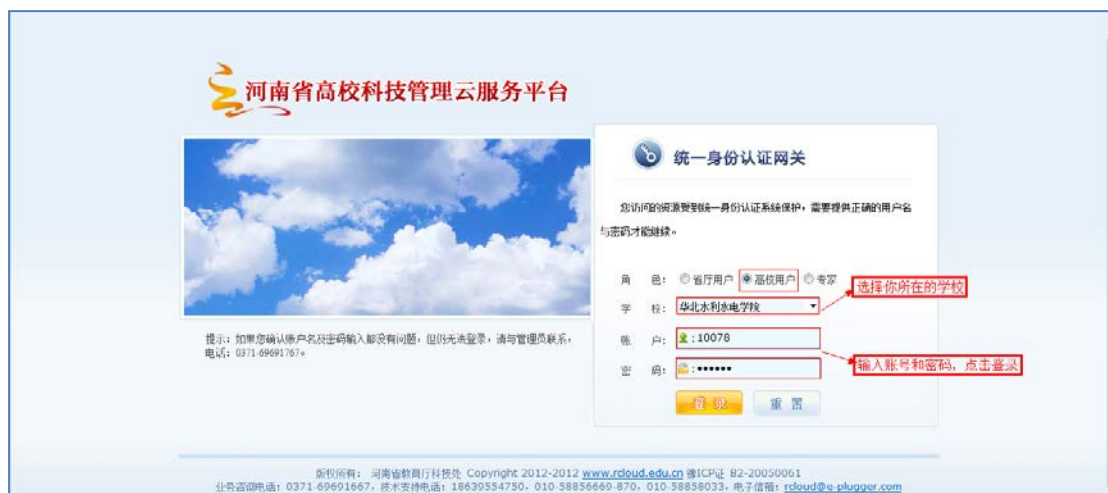 河南省高校科技管理云服务平台
统一身份认证网关
您访问的资源受到统一身份认证系统保护，需要提供正确的用户名
与密码才能继续。
角 色： 省厅用户 高校用户 专家
选择你所在的学校
学 校： 华北水利水电学院
账 户： :10078
输入账号和密码，点击登录
密 码： :••••••
登 录 重 置
提示：如果您确认账户名及密码输入都没有问题，但仍无法登录，请与管理员联系，
电话：0371-69691767。
版权所有： 河南省教育厅科技处 Copyright 2012-2012 www.rcloud.edu.cn 豫ICP证 B2-20050061
业务咨询电话：0371-69691667，技术支持电话：18639554750，010-58856669-870，010-58858033，电子信箱：rcloud@e-plugger.com